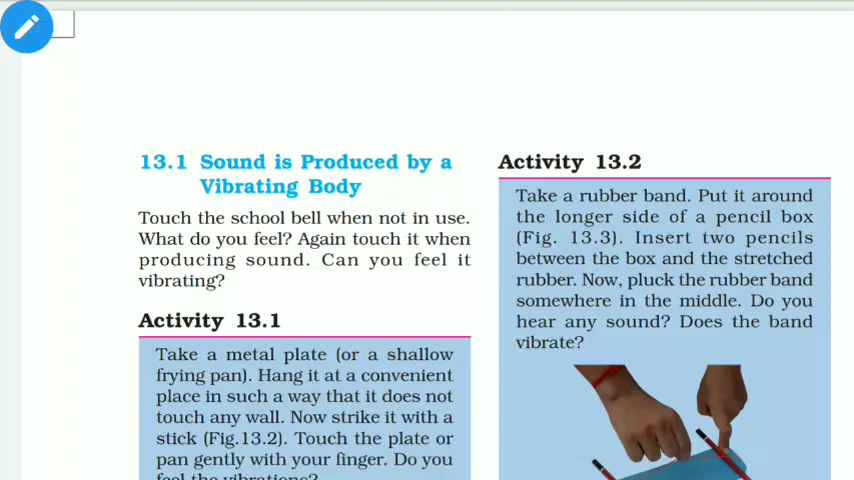 13.1 Sound is Produced by a
Vibrating Body
Touch the school bell when not in use.
What do you feel? Again touch it when
producing sound. Can you feel it
vibrating?
Activity 13.1
Take a metal plate (or a shallow
frying pan). Hang it at a convenient
place in such a way that it does not
touch any wall. Now strike it with a
stick (Fig.13.2). Touch the plate or
pan gently with your finger. Do you
feel the vibrations?
Activity 13.2
Take a rubber band. Put it around
the longer side of a pencil box
(Fig. 13.3). Insert two pencils
between the box and the stretched
rubber. Now, pluck the rubber band
somewhere in the middle. Do you
hear any sound? Does the band
vibrate?